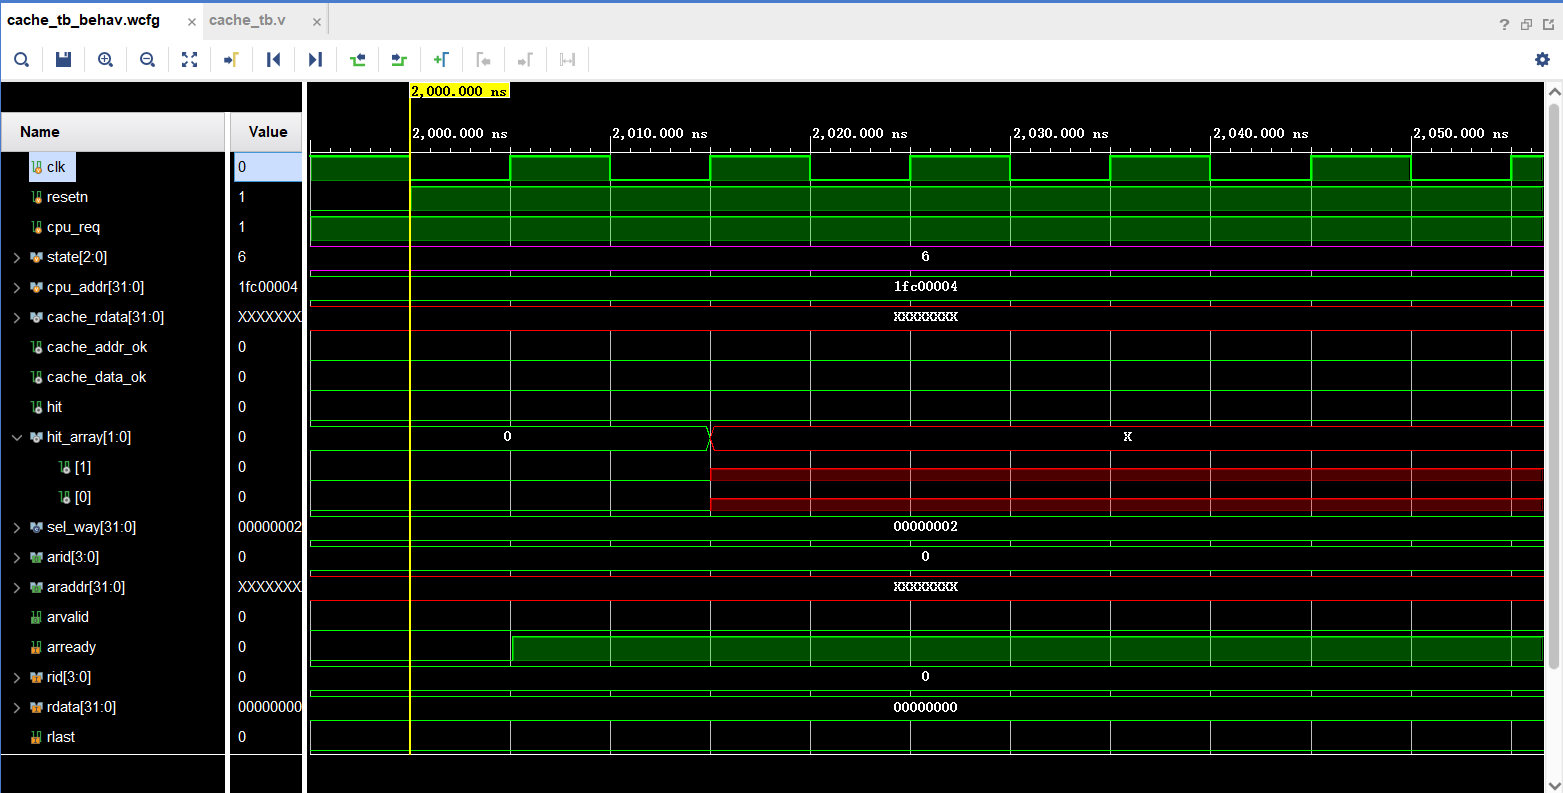 cache_tb_behav.wcfg × cache_tb.v ×
?
2,000.000 ns
Name Value 2,000.000 ns 2,010.000 ns 2,020.000 ns 2,030.000 ns 2,040.000 ns 2,050.000 ns
clk 0
resetn 1
cpu_req 1
state[2:0] 6 6
cpu_addr[31:0] 1fc00004 1fc00004
cache_rdata[31:0] XXXXXXX XXXXXXXX
cache_addr_ok 0
cache_data_ok 0
hit 0
hit_array[1:0] 0 0 X
[1] 0
[0] 0
sel_way[31:0] 00000002 00000002
arid[3:0] 0 0
araddr[31:0] XXXXXXX XXXXXXXX
arvalid 0
arready 0
rid[3:0] 0 0
rdata[31:0] 00000000 00000000
rlast 0